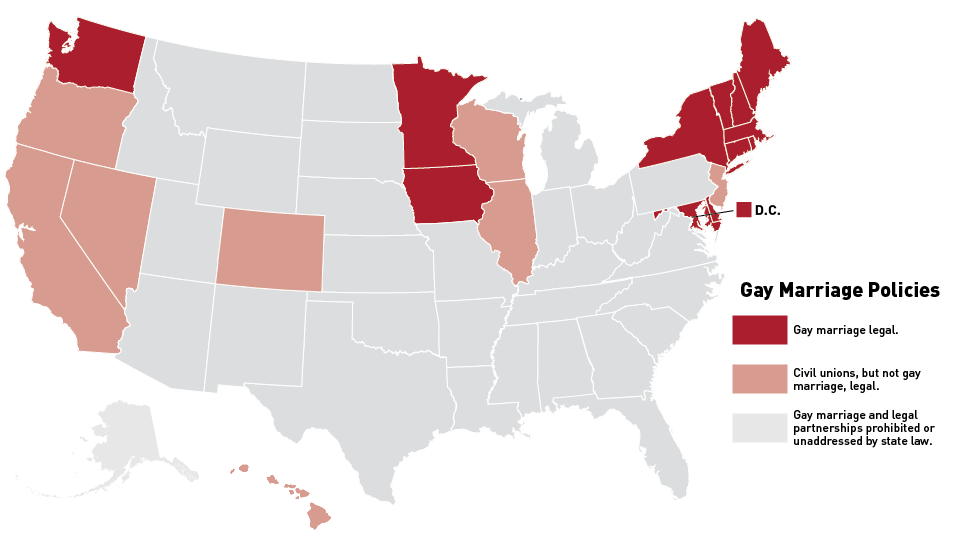 D.C.
Gay Marriage Policies
Gay marriage legal.
Civil unions, but not gay
marriage, legal.
Gay marriage and legal
partnerships prohibited or
unaddressed by state law.